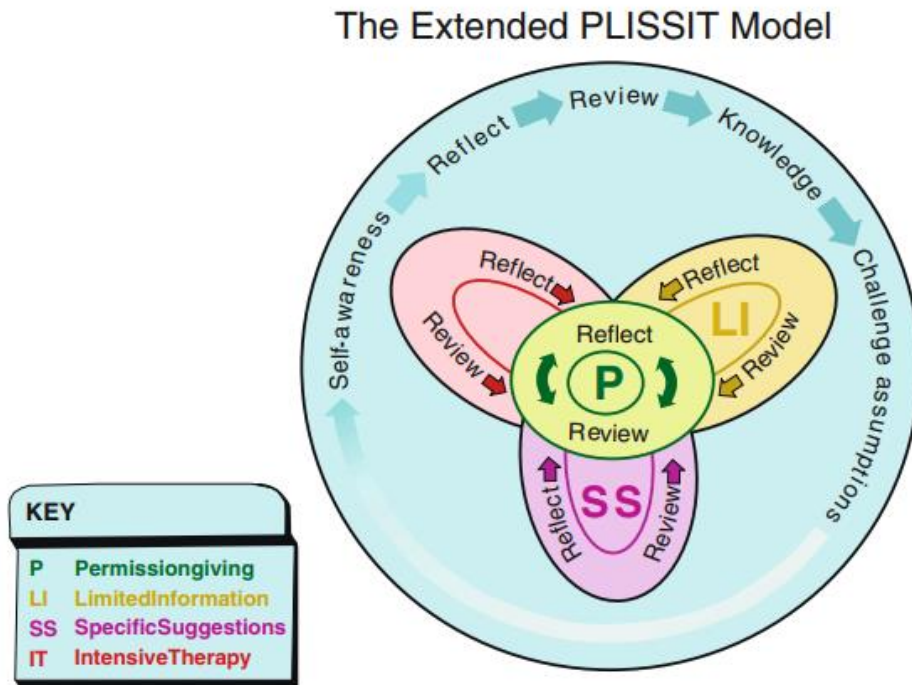 The Extended PLISSIT Model
Self-awareness
Reflect
Review
Knowledge
Challenge assumptions
Reflect
Review
Reflect
LI
Review
Reflect
P
Review
Reflect
SS
Review
KEY
P Permissiongiving
LI LimitedInformation
SS SpecificSuggestions
IT IntensiveTherapy